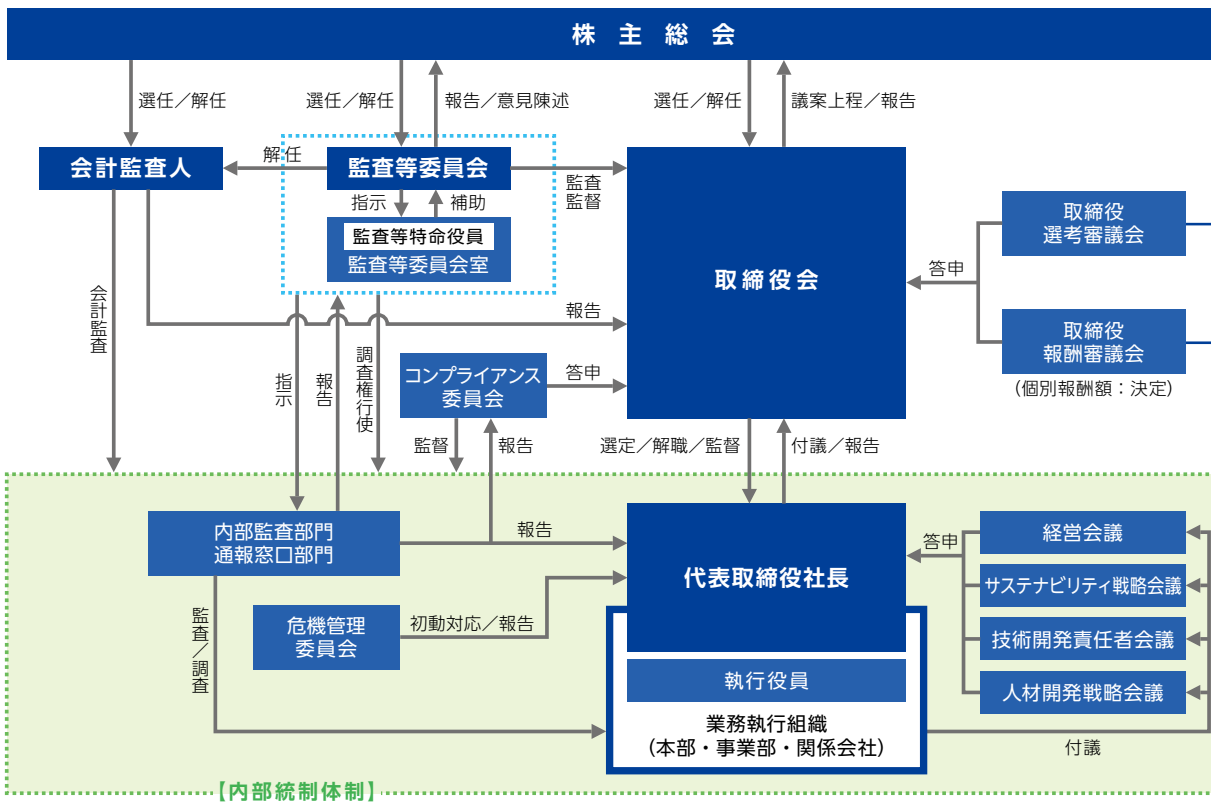 株主総会
選任／解任
選任／解任
報告／意見陳述
選任／解任
議案上程／報告
会計監査人
解任
監査等委員会
監査
監督
指示
補助
監査等特命役員
監査等委員会室
取締役会
取締役
選考審議会
答申
取締役
報酬審議会
（個別報酬額：決定）
会計監査
報告
指示
報告
調査権行使
コンプライアンス
委員会
答申
監督
報告
選定／解職／監督
付議／報告
内部監査部門
通報窓口部門
報告
代表取締役社長
答申
経営会議
サステナビリティ戦略会議
技術開発責任者会議
人材開発戦略会議
監査／調査
危機管理
委員会
初動対応／報告
執行役員
業務執行組織
（本部・事業部・関係会社）
付議
【内部統制体制】